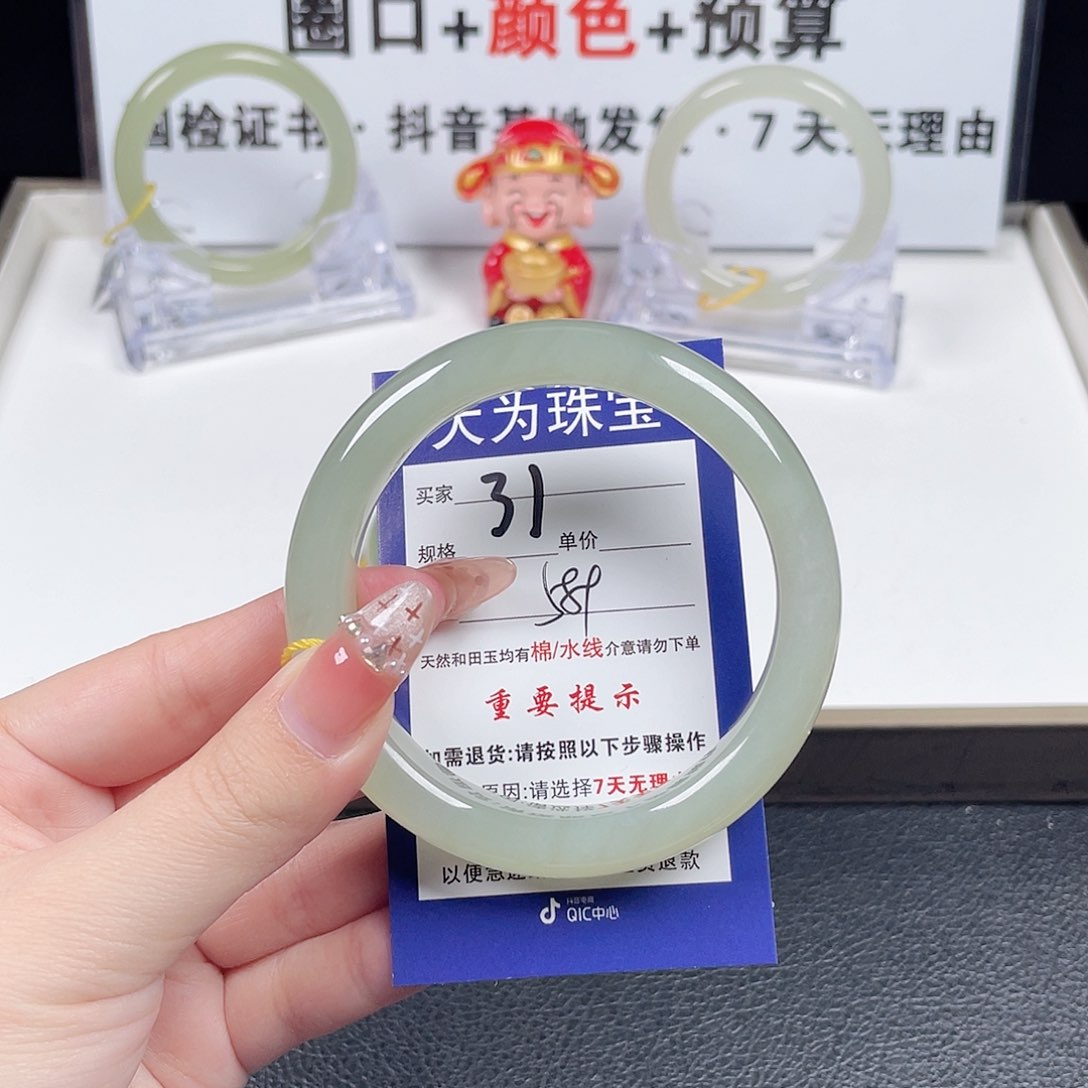 圈口+颜色+预算
国检证书·抖音基地发货·7天无理由
天为珠宝
买家 31
规格 单价
589
天然和田玉均有棉/水线介意请勿下单
重要提示
如需退货:请按照以下步骤操作
原因:请选择7天无理
以便急速
退款
抖音电商
QIC中心